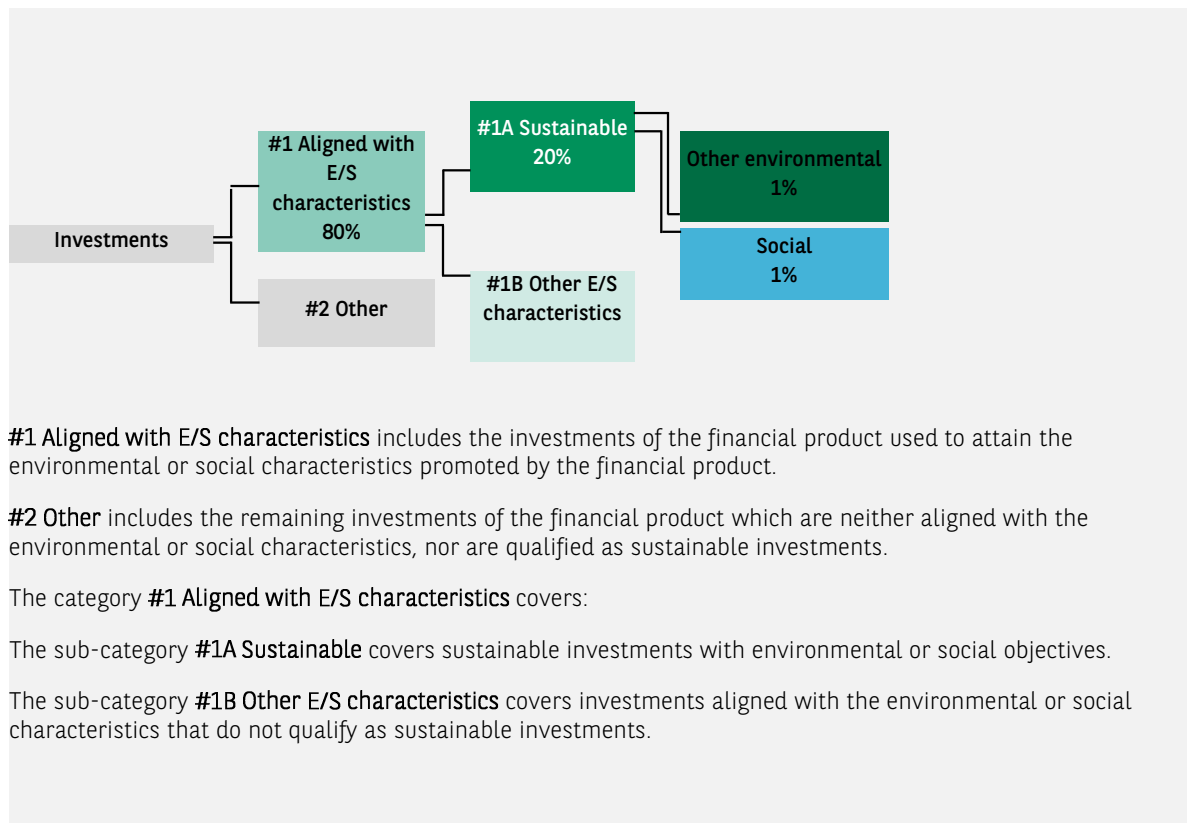 #1A Sustainable
20%
#1 Aligned with
E/S
characteristics
80%
Other environmental
1%
Investments
Social
1%
#1B Other E/S
characteristics
#2 Other
#1 Aligned with E/S characteristics includes the investments of the financial product used to attain the
environmental or social characteristics promoted by the financial product.
#2 Other includes the remaining investments of the financial product which are neither aligned with the
environmental or social characteristics, nor are qualified as sustainable investments.
The category #1 Aligned with E/S characteristics covers:
The sub-category #1A Sustainable covers sustainable investments with environmental or social objectives.
The sub-category #1B Other E/S characteristics covers investments aligned with the environmental or social
characteristics that do not qualify as sustainable investments.